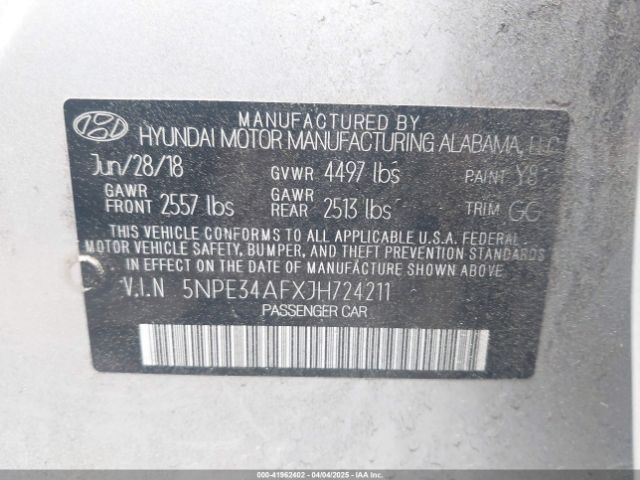 MANUFACTURED BY
HYUNDAI MOTOR MANUFACTURING ALABAMA, LLC
Jun/28/18 GVWR 4497 lbs PAINT Y8
GAWR FRONT 2557 lbs GAWR REAR 2513 lbs TRIM GG
THIS VEHICLE CONFORMS TO ALL APPLICABLE U.S.A. FEDERAL
MOTOR VEHICLE SAFETY, BUMPER, AND THEFT PREVENTION STANDARDS
IN EFFECT ON THE DATE OF MANUFACTURE SHOWN ABOVE.
V.I.N 5NPE34AFXJH724211
PASSENGER CAR
000-41962402 - 04/04/2025 - IAAI.COM